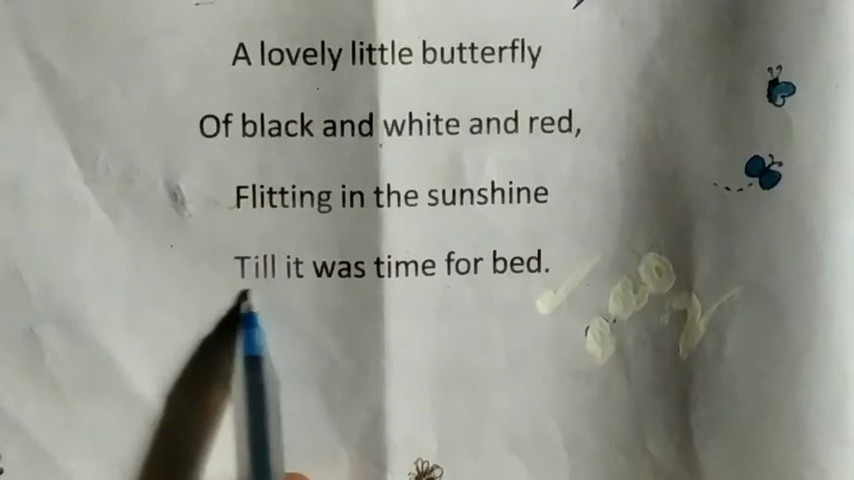 A lovely little butterfly
Of black and white and red,
Flitting in the sunshine
Till it was time for bed.